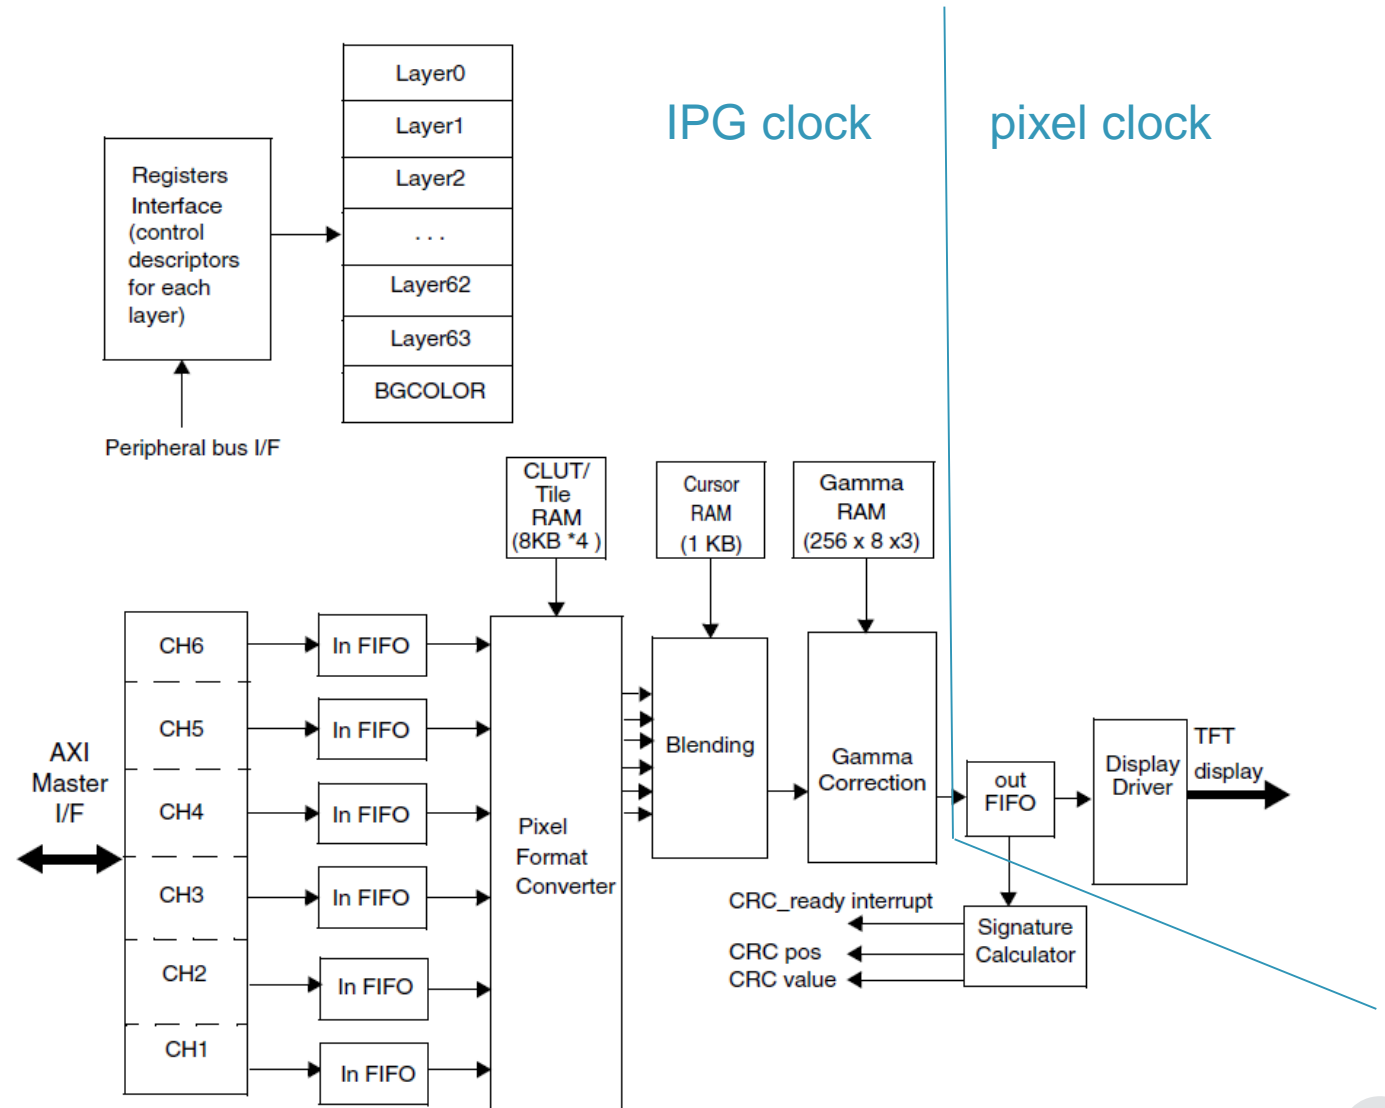 IPG clock
pixel clock
Layer0
Layer1
Layer2
. . .
Layer62
Layer63
BGCOLOR
Registers
Interface
(control
descriptors
for each
layer)
Peripheral bus I/F
CLUT/
Tile
RAM
(8KB *4 )
Cursor
RAM
(1 KB)
Gamma
RAM
(256 x 8 x3)
AXI
Master
I/F
CH6
CH5
CH4
CH3
CH2
CH1
In FIFO
In FIFO
In FIFO
In FIFO
In FIFO
In FIFO
Pixel
Format
Converter
Blending
Gamma
Correction
out
FIFO
Display
Driver
TFT
display
CRC_ready interrupt
CRC pos
CRC value
Signature
Calculator